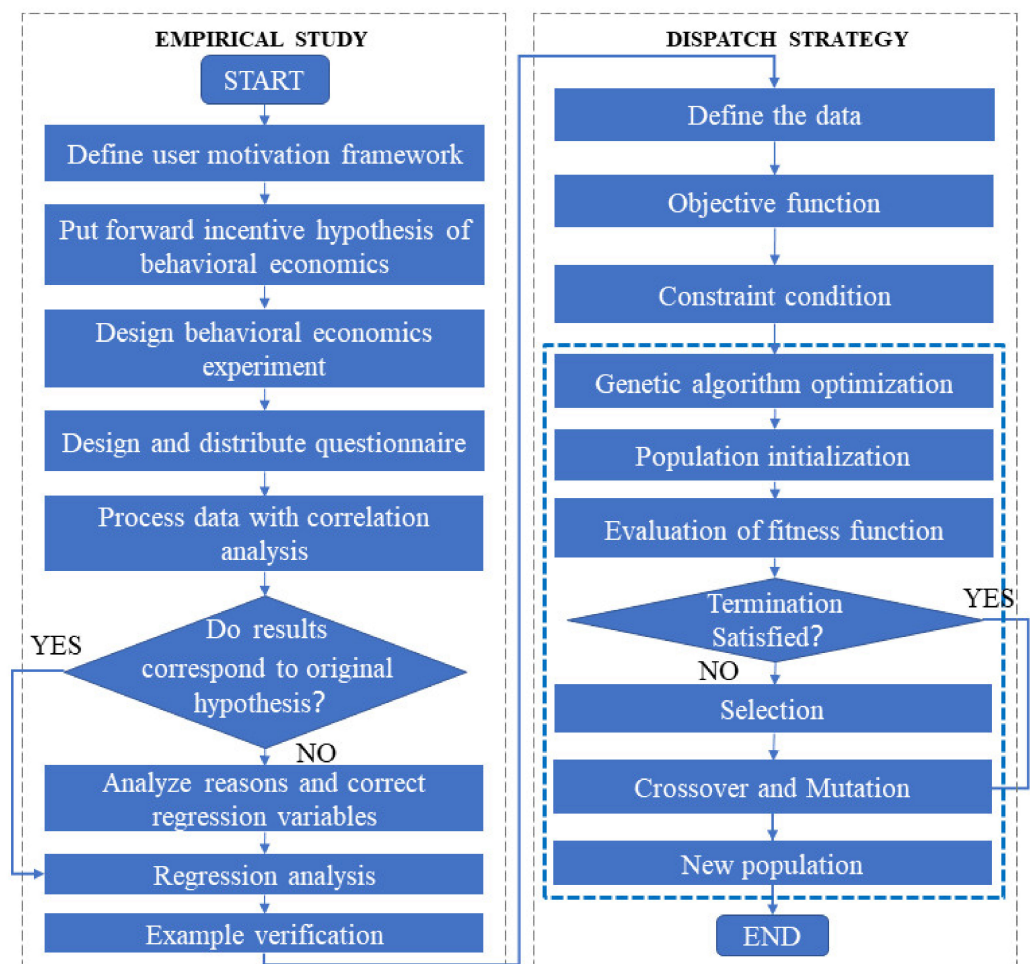 EMPIRICAL STUDY
START
Define user motivation framework
Put forward incentive hypothesis of
behavioral economics
Design behavioral economics
experiment
Design and distribute questionnaire
Process data with correlation
analysis
YES
Do results
correspond to original
hypothesis?
NO
Analyze reasons and correct
regression variables
Regression analysis
Example verification
DISPATCH STRATEGY
Define the data
Objective function
Constraint condition
Genetic algorithm optimization
Population initialization
Evaluation of fitness function
Termination
Satisfied?
YES
NO
Selection
Crossover and Mutation
New population
END